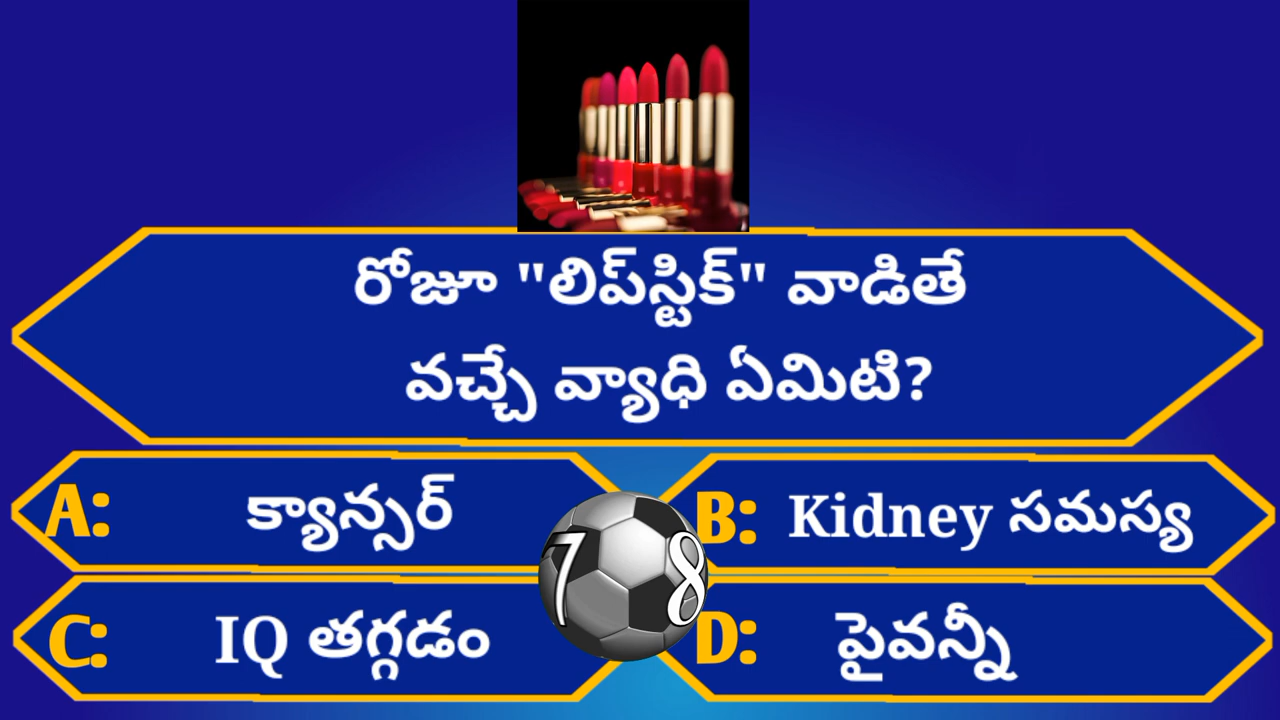 రోజూ "లిప్‌స్టిక్" వాడితే
వచ్చే వ్యాధి ఏమిటి?
A: క్యాన్సర్
B: Kidney సమస్య
7 8
C: IQ తగ్గడం
D: పైవన్నీ